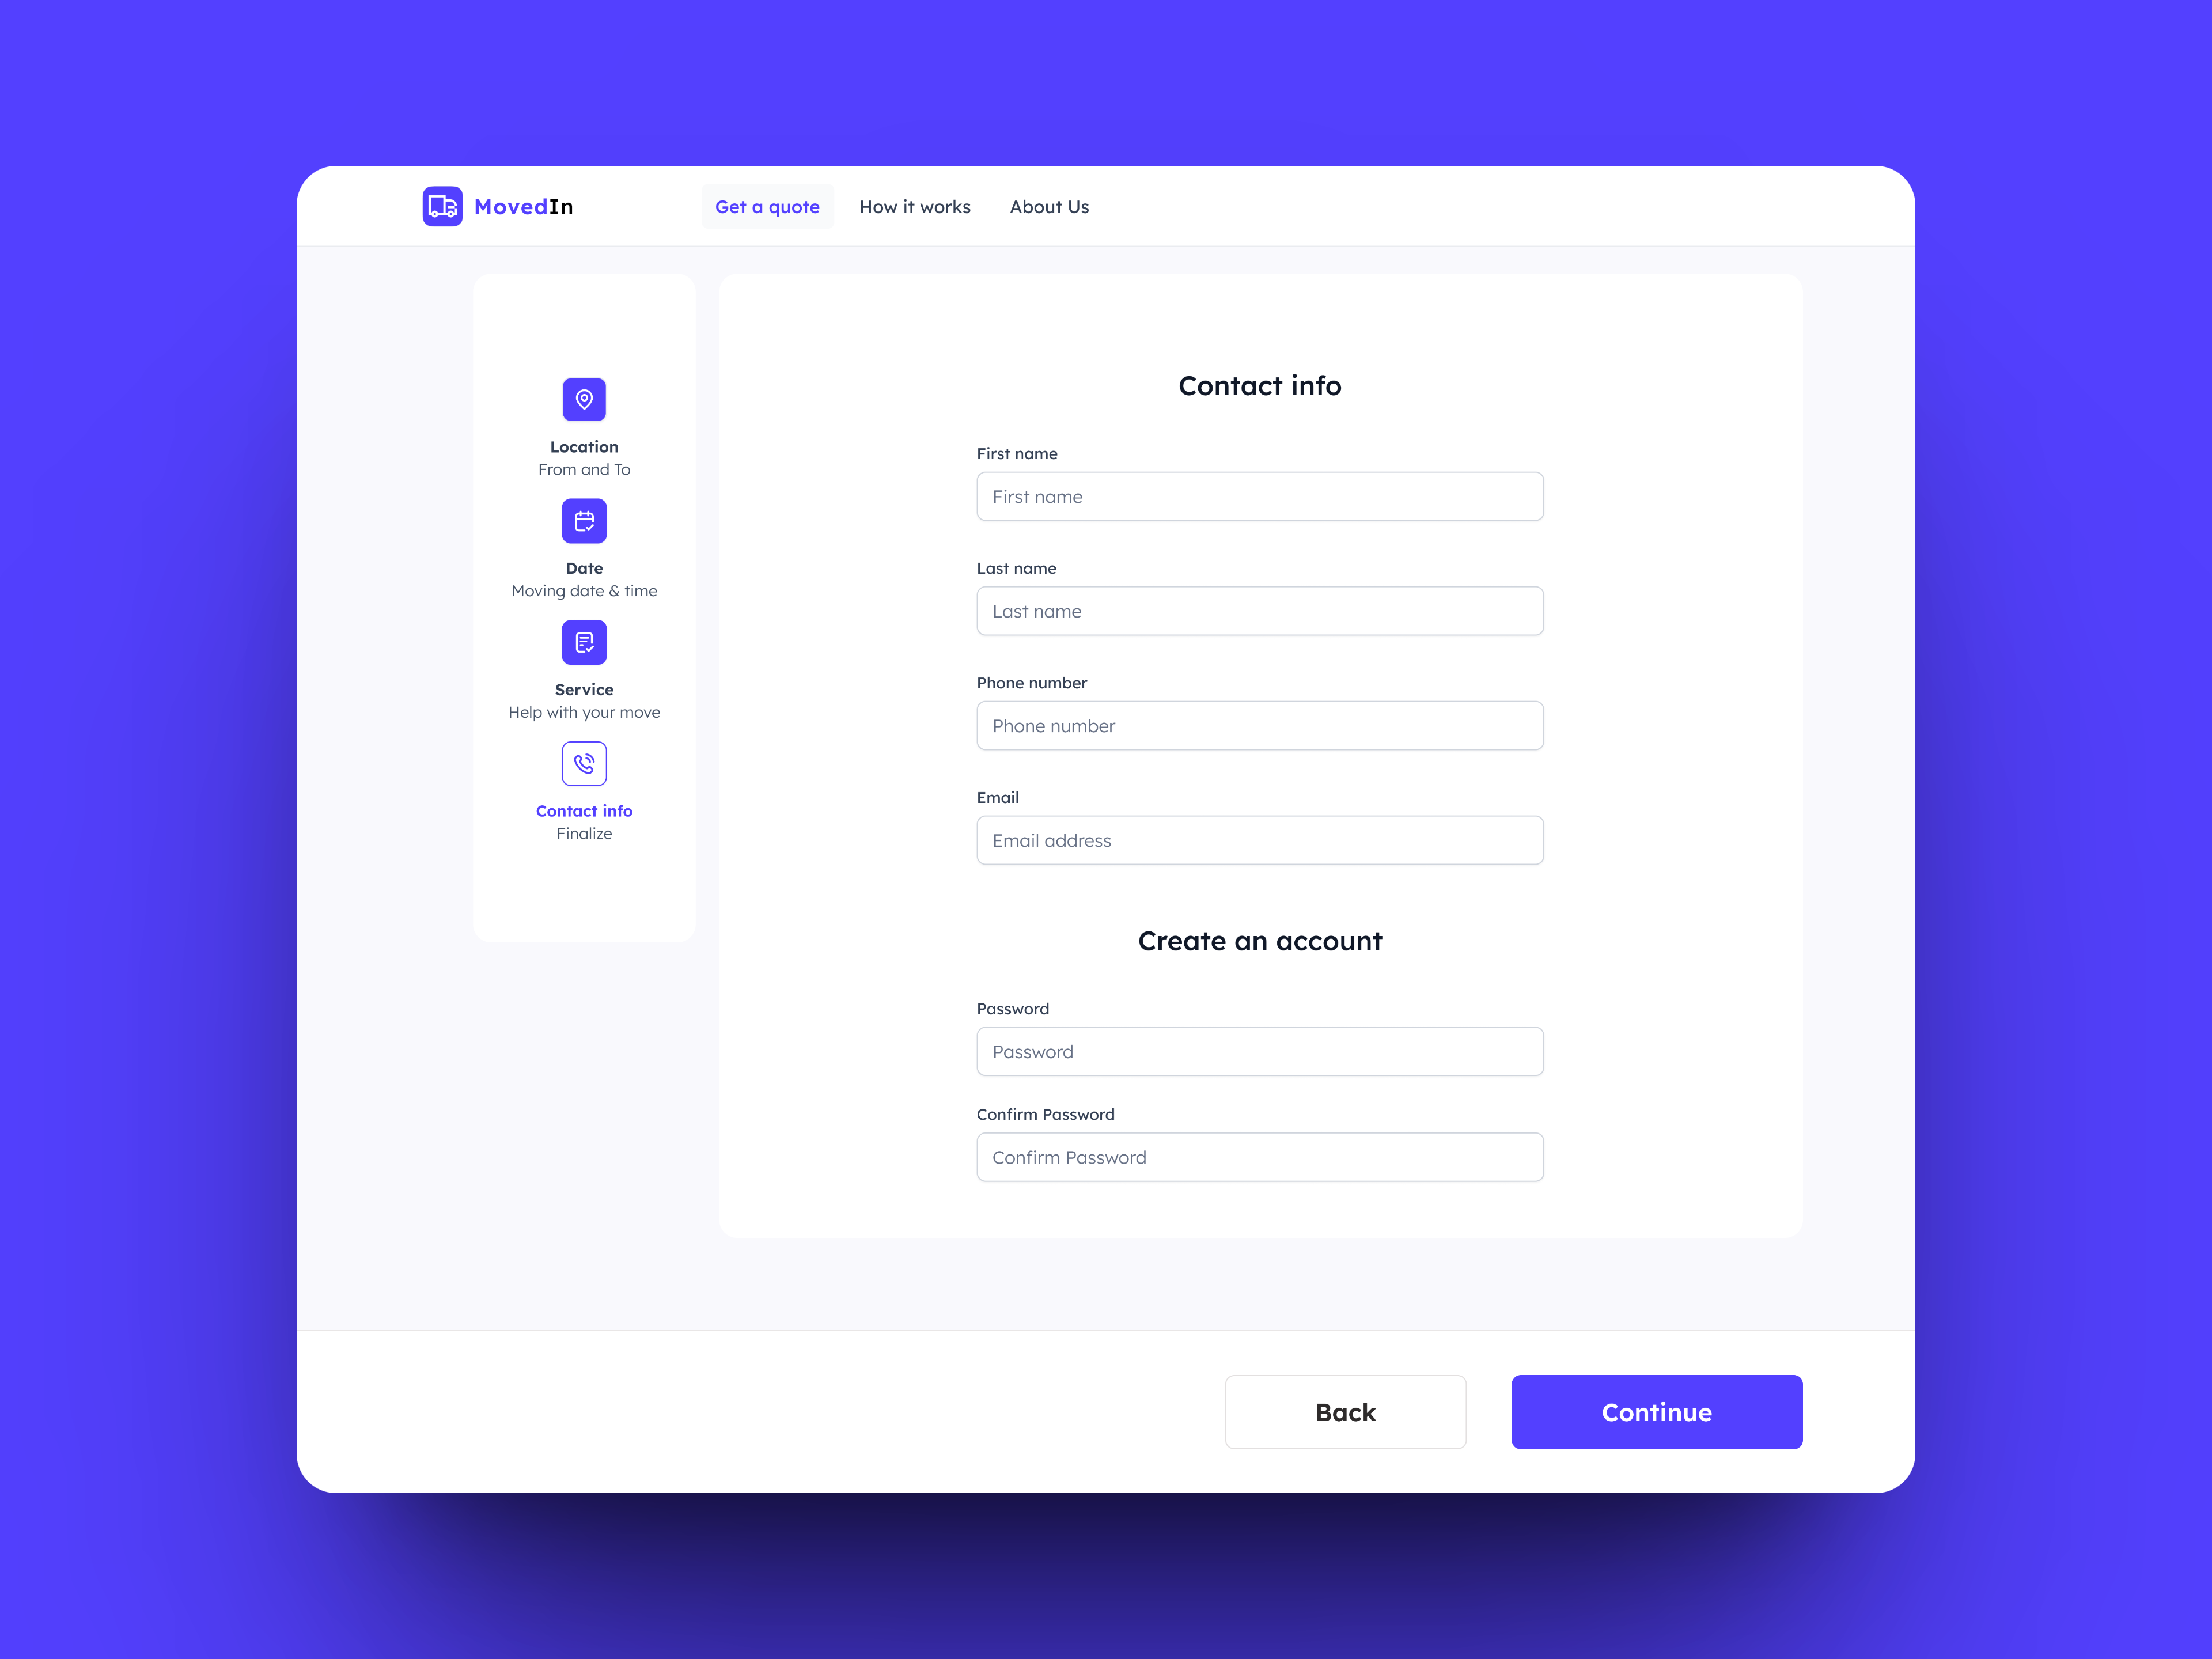 MovedIn
Get a quote
How it works
About Us
Location
From and To
Date
Moving date & time
Service
Help with your move
Contact info
Finalize
Contact info
First name
First name
Last name
Last name
Phone number
Phone number
Email
Email address
Create an account
Password
Password
Confirm Password
Confirm Password
Back
Continue